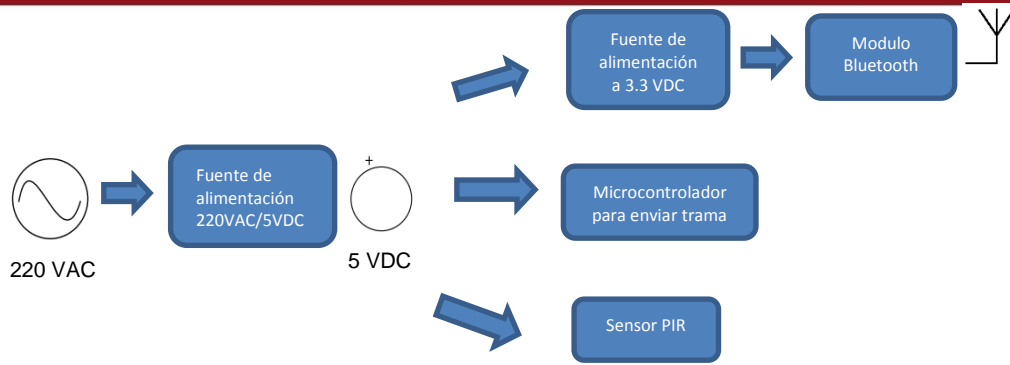 220 VAC
Fuente de
alimentación
220VAC/5VDC
+
5 VDC
Fuente de
alimentación
a 3.3 VDC
Modulo
Bluetooth
Microcontrolador
para enviar trama
Sensor PIR